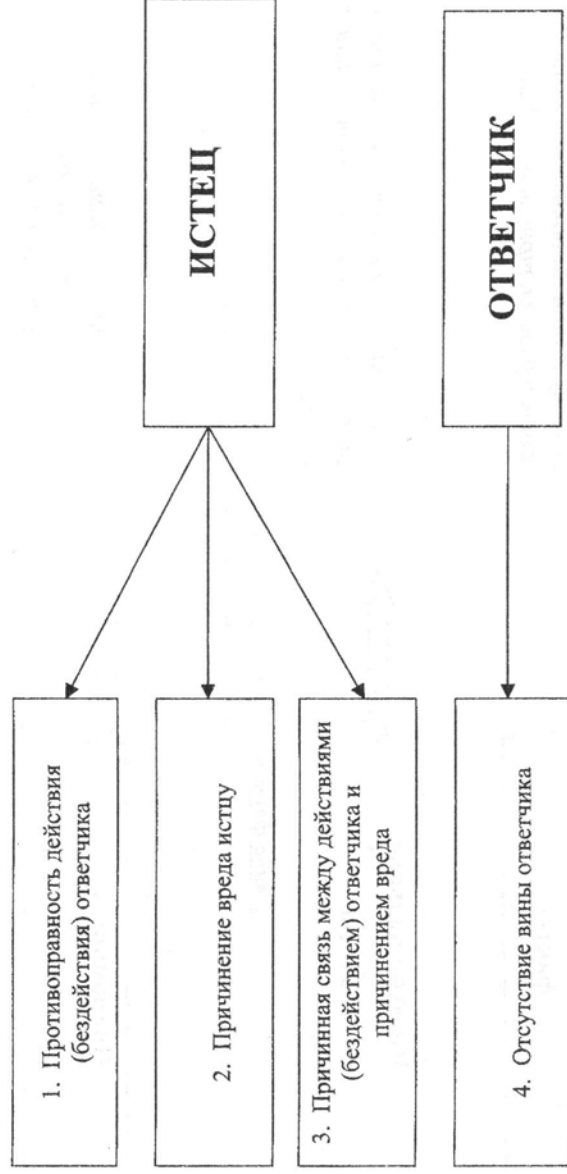 1. Противоправность действия
(бездействия) ответчика
2. Причинение вреда истцу
3. Причинная связь между действиями
(бездействием) ответчика и
причинением вреда
4. Отсутствие вины ответчика
ИСТЕЦ
ОТВЕТЧИК